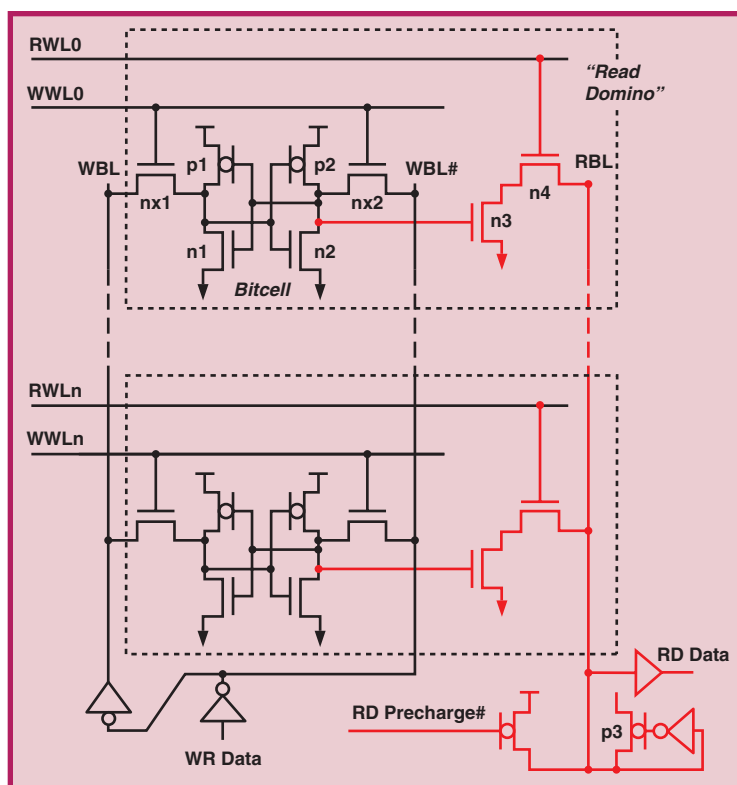 RWL0
"Read
Domino"
WWL0
WBL
p1
p2
WBL#
RBL
nx1
nx2
n4
n3
n1
n2
Bitcell
RWLn
WWLn
RD Data
RD Precharge#
p3
WR Data